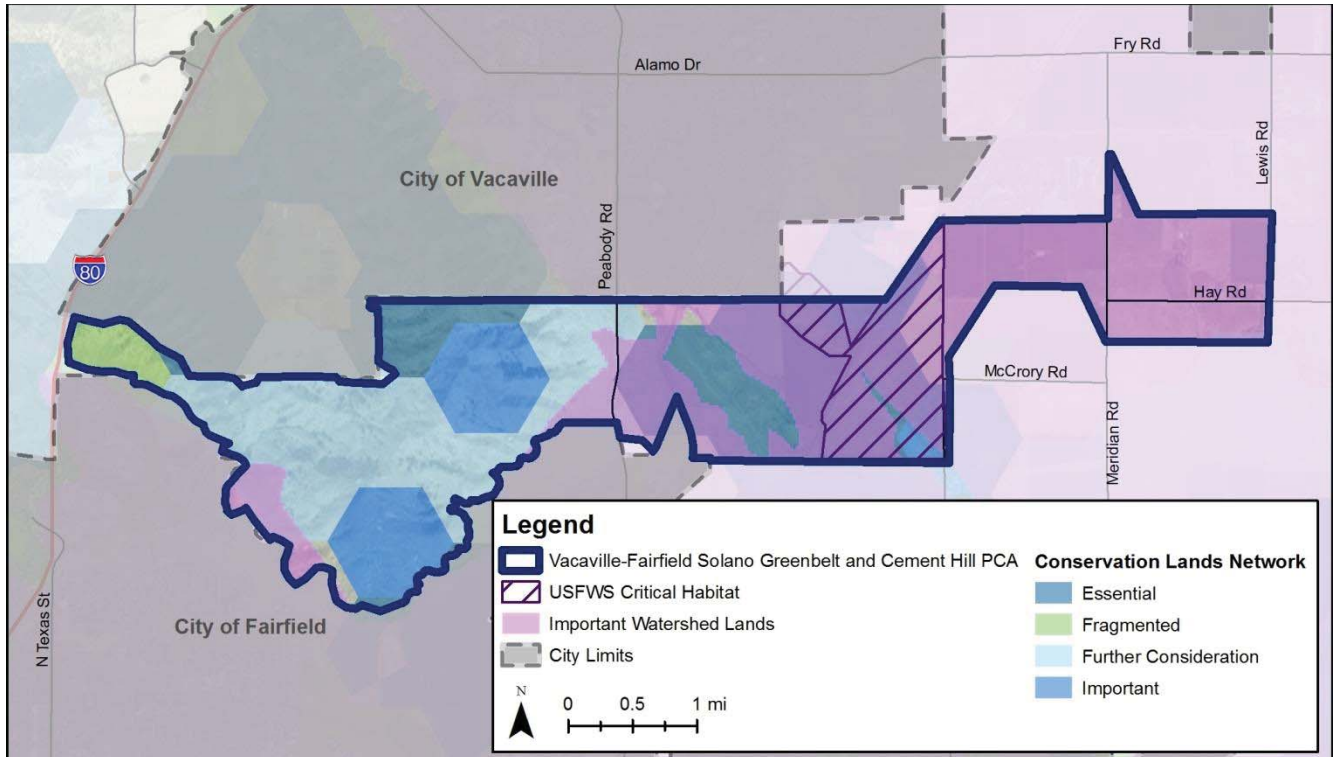 Fry Rd
Alamo Dr
City of Vacaville
Lewis Rd
Peabody Rd
80
Hay Rd
McCrory Rd
Meridian Rd
N Texas St
City of Fairfield
Legend
Vacaville-Fairfield Solano Greenbelt and Cement Hill PCA
USFWS Critical Habitat
Important Watershed Lands
City Limits
N
0 0.5 1 mi
Conservation Lands Network
Essential
Fragmented
Further Consideration
Important